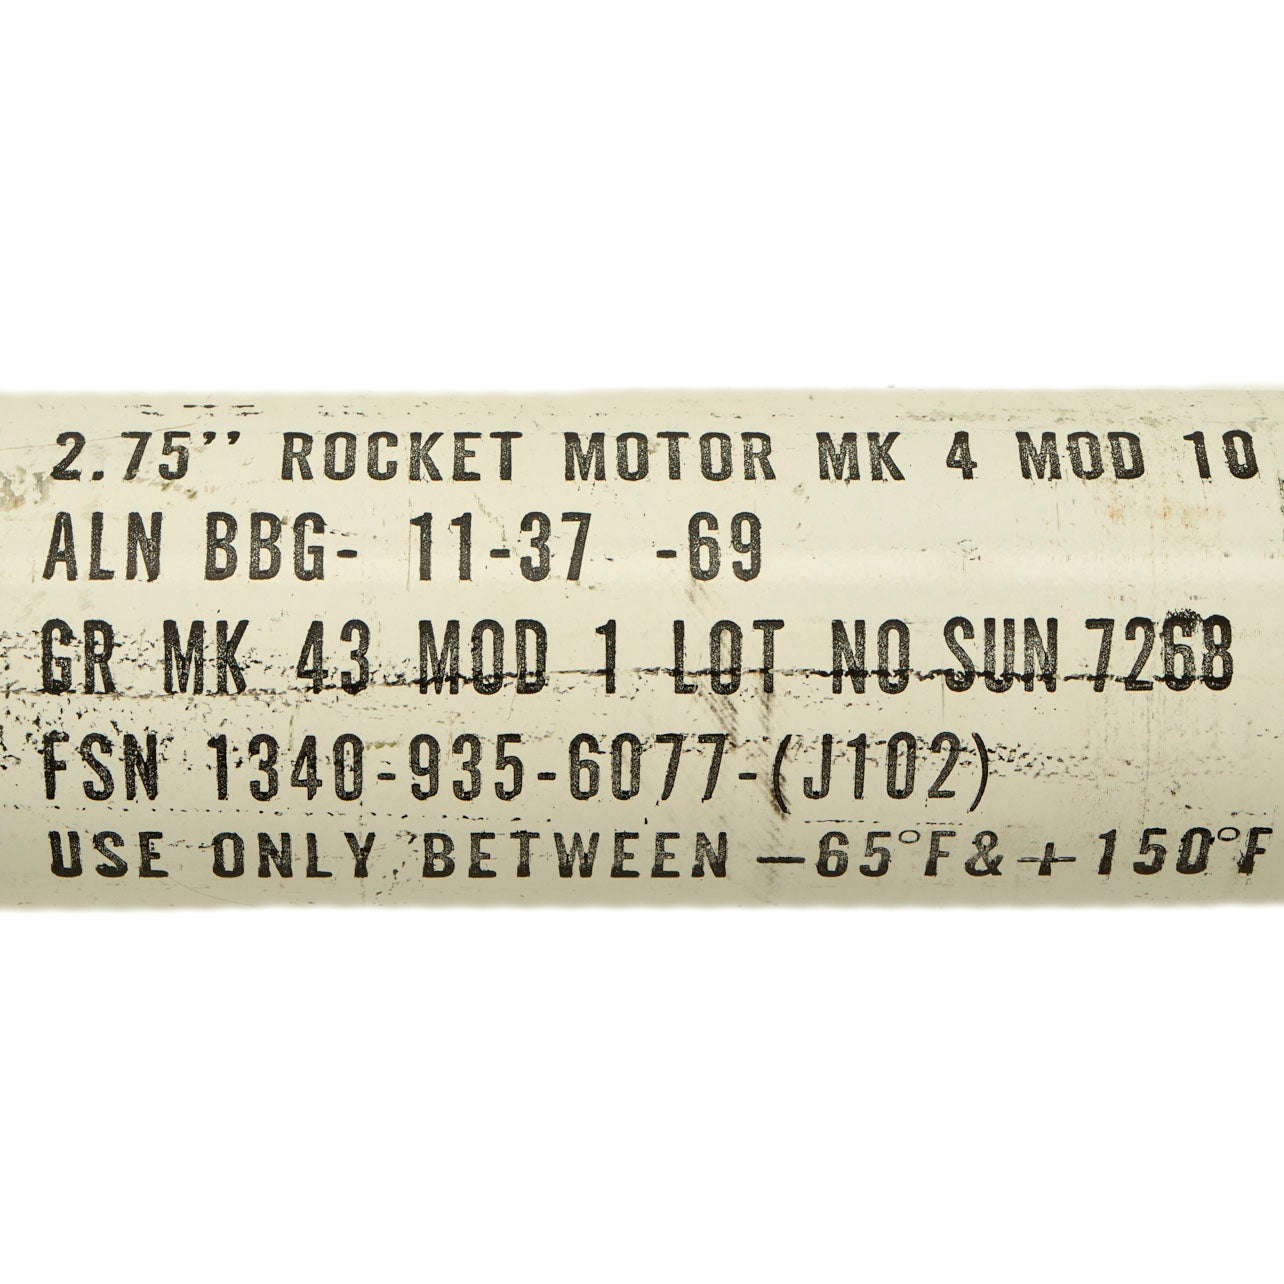 2.75’’ ROCKET MOTOR MK 4 MOD 10
ALN BBG- 11-37 -69
GR MK 43 MOD 1 LOT NO SUN 7268
FSN 1340-935-6077-(J102)
USE ONLY BETWEEN -65°F & +150°F